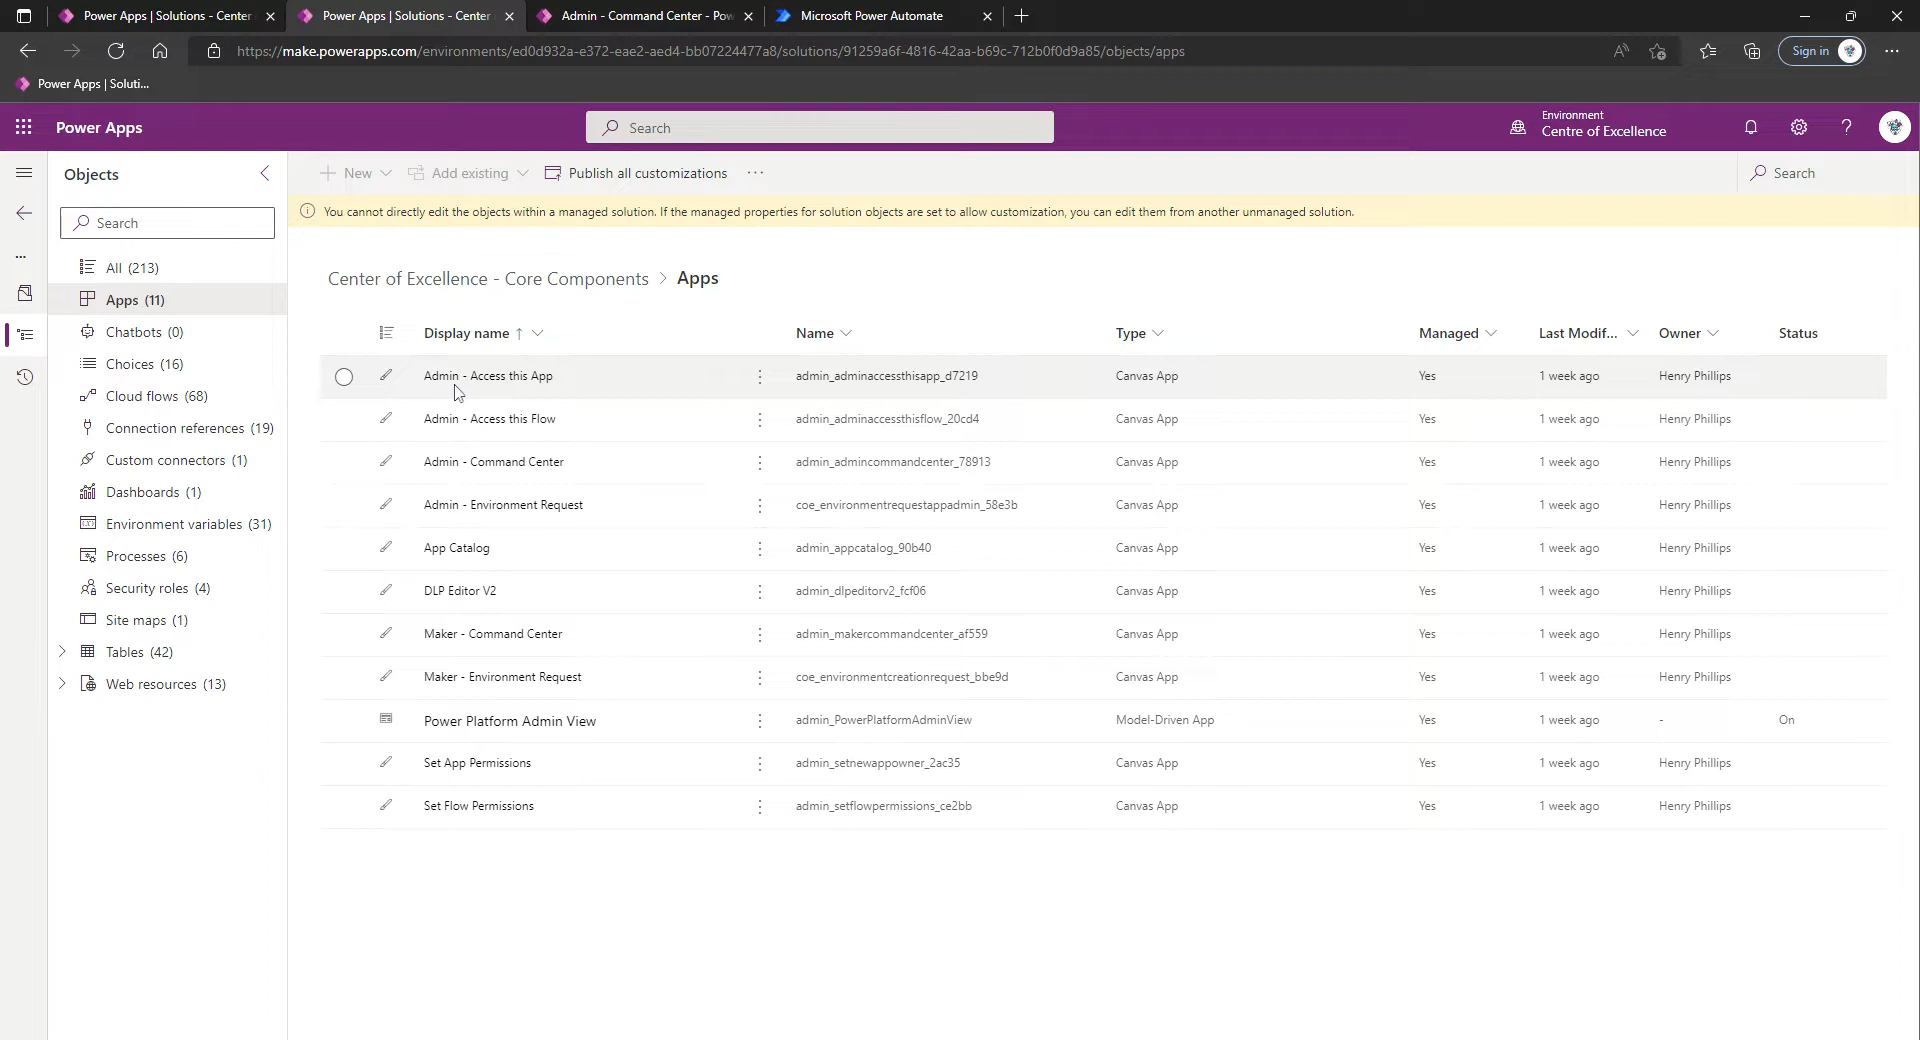 Power Apps | Solutions - Center
Power Apps | Solutions - Center
Admin - Command Center - Pow
Microsoft Power Automate
https://make.powerapps.com/environments/ed0d932a-e372-eae2-aed4-bb07224477a8/solutions/91259a6f-4816-42aa-b69c-712b0f0d9a85/objects/apps
Sign in
Power Apps | Soluti...
Power Apps
Search
Environment
Centre of Excellence
Objects
New
Add existing
Publish all customizations
Search
You cannot directly edit the objects within a managed solution. If the managed properties for solution objects are set to allow customization, you can edit them from another unmanaged solution.
Search
All (213)
Apps (11)
Chatbots (0)
Choices (16)
Cloud flows (68)
Connection references (19)
Custom connectors (1)
Dashboards (1)
Environment variables (31)
Processes (6)
Security roles (4)
Site maps (1)
Tables (42)
Web resources (13)
Center of Excellence - Core Components > Apps
Display name ↑ Name Type Managed Last Modif... Owner Status
Admin - Access this App admin_adminaccessthisapp_d7219 Canvas App Yes 1 week ago Henry Phillips
Admin - Access this Flow admin_adminaccessthisflow_20cd4 Canvas App Yes 1 week ago Henry Phillips
Admin - Command Center admin_admincommandcenter_78913 Canvas App Yes 1 week ago Henry Phillips
Admin - Environment Request coe_environmentrequestappadmin_58e3b Canvas App Yes 1 week ago Henry Phillips
App Catalog admin_appcatalog_90b40 Canvas App Yes 1 week ago Henry Phillips
DLP Editor V2 admin_dlpeditorv2_fcf06 Canvas App Yes 1 week ago Henry Phillips
Maker - Command Center admin_makercommandcenter_af559 Canvas App Yes 1 week ago Henry Phillips
Maker - Environment Request coe_environmentcreationrequest_bbe9d Canvas App Yes 1 week ago Henry Phillips
Power Platform Admin View admin_PowerPlatformAdminView Model-Driven App Yes 1 week ago - On
Set App Permissions admin_setnewappowner_2ac35 Canvas App Yes 1 week ago Henry Phillips
Set Flow Permissions admin_setflowpermissions_ce2bb Canvas App Yes 1 week ago Henry Phillips